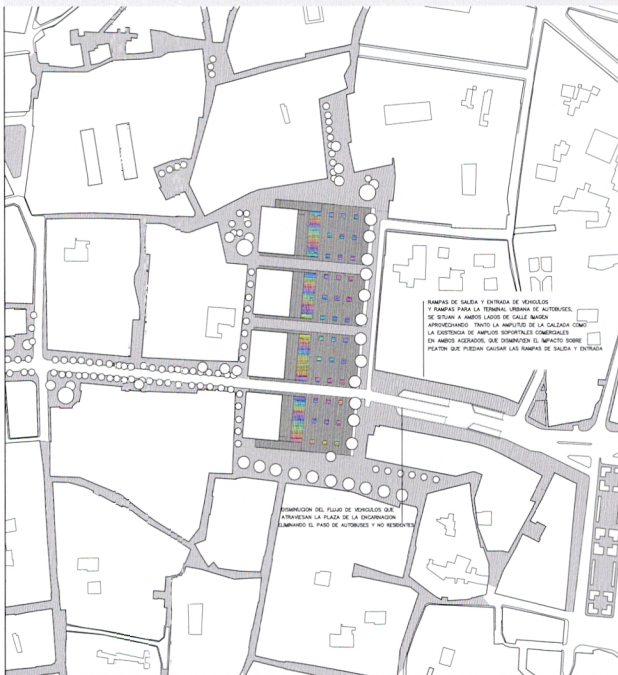 RAMPAS DE SALIDA Y ENTRADA DE VEHICULOS
Y RAMPAS PARA LA TERMINAL URBANA DE AUTOBUSES,
SE SITUAN A AMBOS LADOS DE CALLE IMAGEN
APROVECHANDO TANTO LA AMPLITUD DE LA CALZADA COMO
LA EXISTENCIA DE AMPLIOS SOPORTALES COMERCIALES
EN AMBOS ACERADOS, QUE DISMINUYEN EL IMPACTO SOBRE
PEATON QUE PUEDAN CAUSAR LAS RAMPAS DE SALIDA Y ENTRADA
DISMINUCION DEL FLUJO DE VEHICULOS QUE
ATRAVIESAN LA PLAZA DE LA ENCARNACION
ELIMINANDO EL PASO DE AUTOBUSES Y NO RESIDENTES